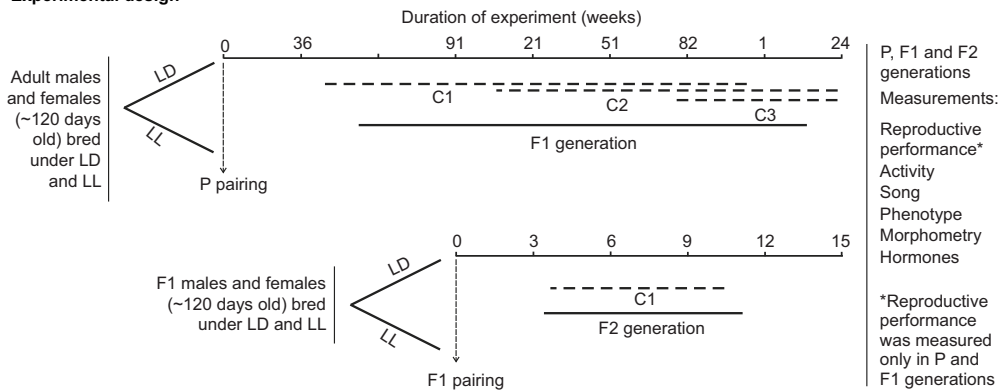 Experimental design
Duration of experiment (weeks)
0 36 91 21 51 82 1 24
Adult males
and females
(~120 days
old) bred
under LD
and LL
LD
LL
P pairing
C1
C2
C3
F1 generation
P, F1 and F2
generations
Measurements:
Reproductive
performance*
Activity
Song
Phenotype
Morphometry
Hormones
*Reproductive
performance
was measured
only in P and
F1 generations
0 3 6 9 12 15
F1 males and females
(~120 days old) bred
under LD and LL
LD
LL
F1 pairing
C1
F2 generation